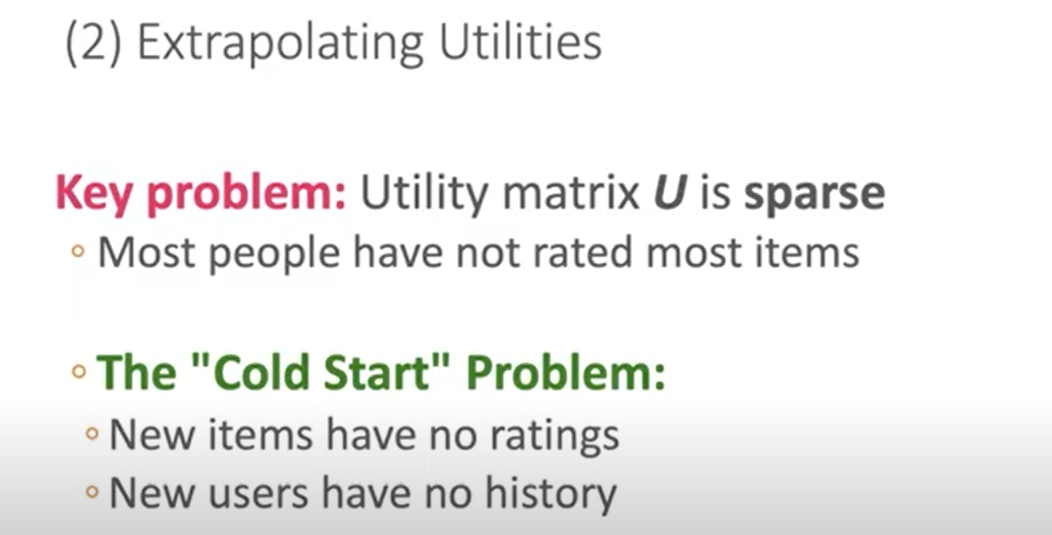 (2) Extrapolating Utilities
Key problem: Utility matrix U is sparse
◦ Most people have not rated most items
◦ The "Cold Start" Problem:
◦ New items have no ratings
◦ New users have no history